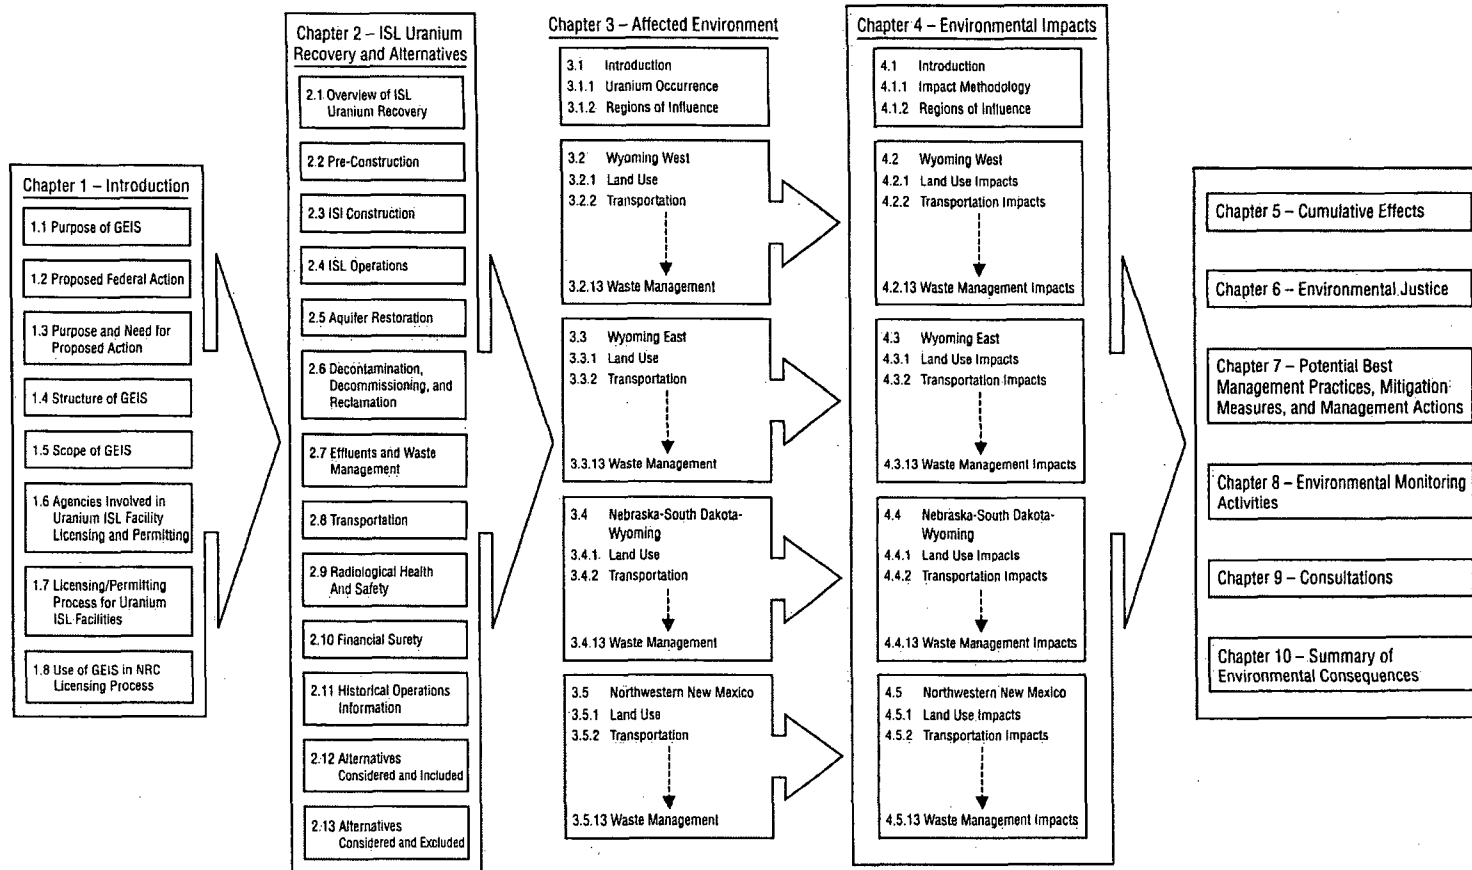 Chapter 1 – Introduction
1.1 Purpose of GEIS
1.2 Proposed Federal Action
1.3 Purpose and Need for
Proposed Action
1.4 Structure of GEIS
1.5 Scope of GEIS
1.6 Agencies Involved in
Uranium ISL Facility
Licensing and Permitting
1.7 Licensing/Permitting
Process for Uranium
ISL Facilities
1.8 Use of GEIS in NRC
Licensing Process
Chapter 2 – ISL Uranium
Recovery and Alternatives
2.1 Overview of ISL
Uranium Recovery
2.2 Pre-Construction
2.3 ISl Construction
2.4 ISL Operations
2.5 Aquifer Restoration
2.6 Decontamination,
Decommissioning, and
Reclamation
2.7 Effluents and Waste
Management
2.8 Transportation
2.9 Radiological Health
And Safety
2.10 Financial Surety
2.11 Historical Operations
Information
2.12 Alternatives
Considered and Included
2.13 Alternatives
Considered and Excluded
Chapter 3 – Affected Environment
3.1 Introduction
3.1.1 Uranium Occurrence
3.1.2 Regions of Influence
3.2 Wyoming West
3.2.1 Land Use
3.2.2 Transportation
3.2.13 Waste Management
3.3 Wyoming East
3.3.1 Land Use
3.3.2 Transportation
3.3.13 Waste Management
3.4 Nebraska-South Dakota-
Wyoming
3.4.1. Land Use
3.4.2 Transportation
3.4.13 Waste Management
3.5 Northwestern New Mexico
3.5.1 Land Use
3.5.2 Transportation
3.5.13 Waste Management
Chapter 4 – Environmental Impacts
4.1 Introduction
4.1.1 Impact Methodology
4.1.2 Regions of Influence
4.2 Wyoming West
4.2.1 Land Use Impacts
4.2.2 Transportation Impacts
4.2.13 Waste Management Impacts
4.3 Wyoming East
4.3.1 Land Use Impacts
4.3.2 Transportation Impacts
4.3.13 Waste Management Impacts
4.4 Nebraska-South Dakota-
Wyoming
4.4.1 Land Use Impacts
4.4.2 Transportation Impacts
4.4.13 Waste Management Impacts
4.5 Northwestern New Mexico
4.5.1 Land Use Impacts
4.5.2 Transportation Impacts
4.5.13 Waste Management Impacts
Chapter 5 – Cumulative Effects
Chapter 6 – Environmental Justice
Chapter 7 – Potential Best
Management Practices, Mitigation
Measures, and Management Actions
Chapter 8 – Environmental Monitoring
Activities
Chapter 9 – Consultations
Chapter 10 – Summary of
Environmental Consequences